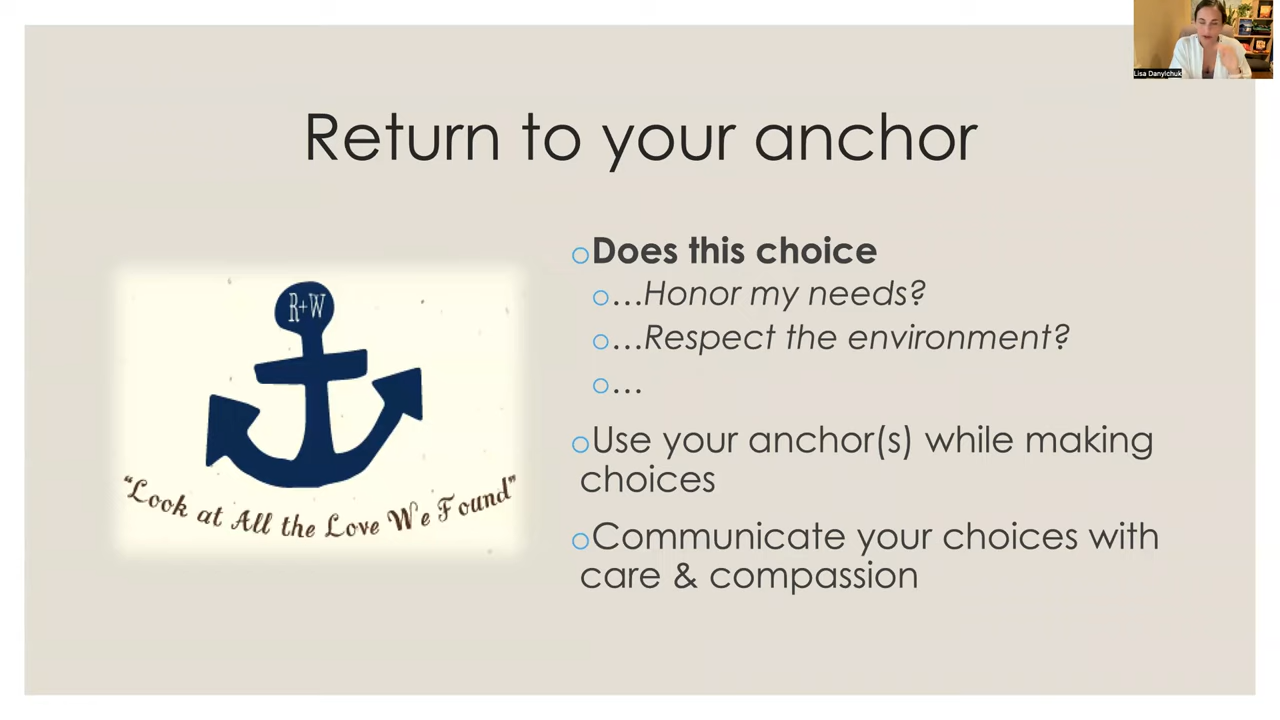 Lisa Danylchuk
Return to your anchor
R+W
"Look at All the Love We Found"
Does this choice
…Honor my needs?
…Respect the environment?
…
Use your anchor(s) while making
choices
Communicate your choices with
care & compassion